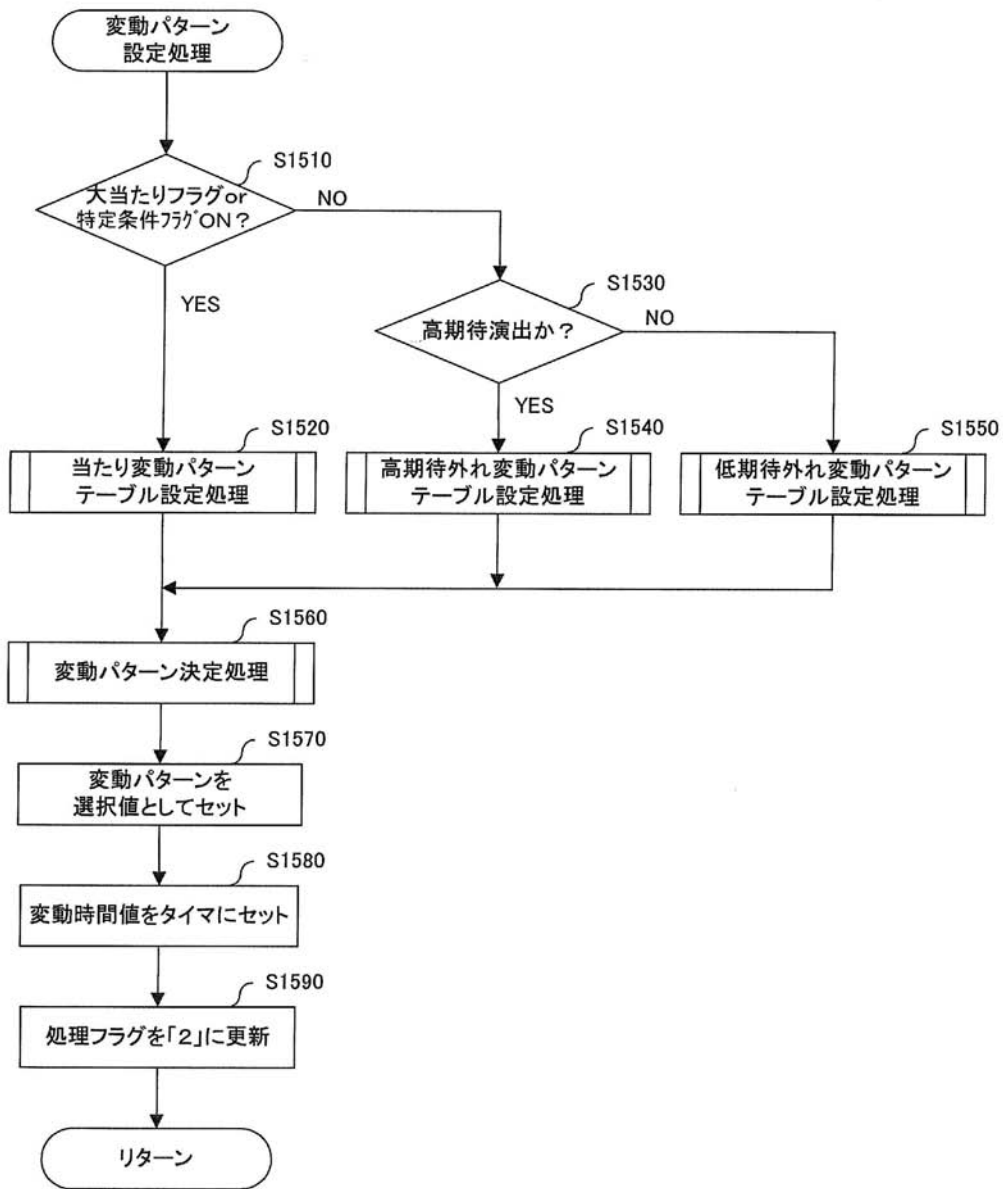 変動パターン
設定処理
S1510
大当たりフラグor
特定条件フラグON?
NO
YES
S1530
高期待演出か?
NO
YES
S1520
当たり変動パターン
テーブル設定処理
S1540
高期待外れ変動パターン
テーブル設定処理
S1550
低期待外れ変動パターン
テーブル設定処理
S1560
変動パターン決定処理
S1570
変動パターンを
選択値としてセット
S1580
変動時間値をタイマにセット
S1590
処理フラグを「2」に更新
リターン